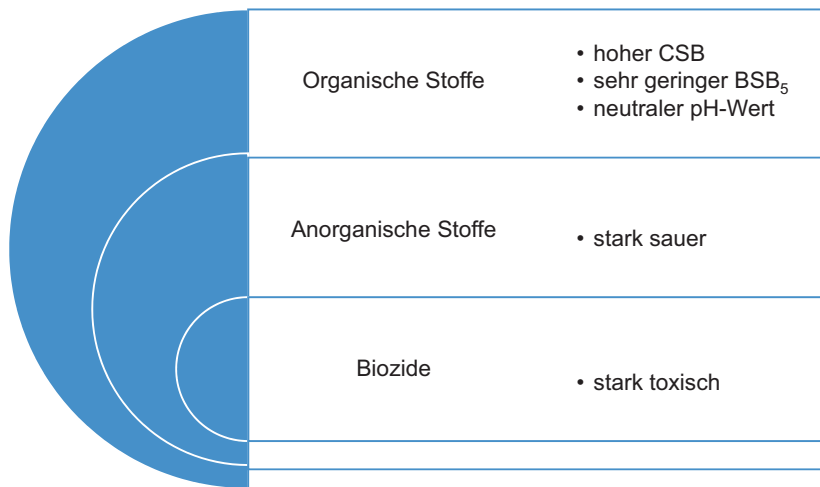 Organische Stoffe
• hoher CSB
• sehr geringer BSB₅
• neutraler pH-Wert
Anorganische Stoffe
• stark sauer
Biozide
• stark toxisch